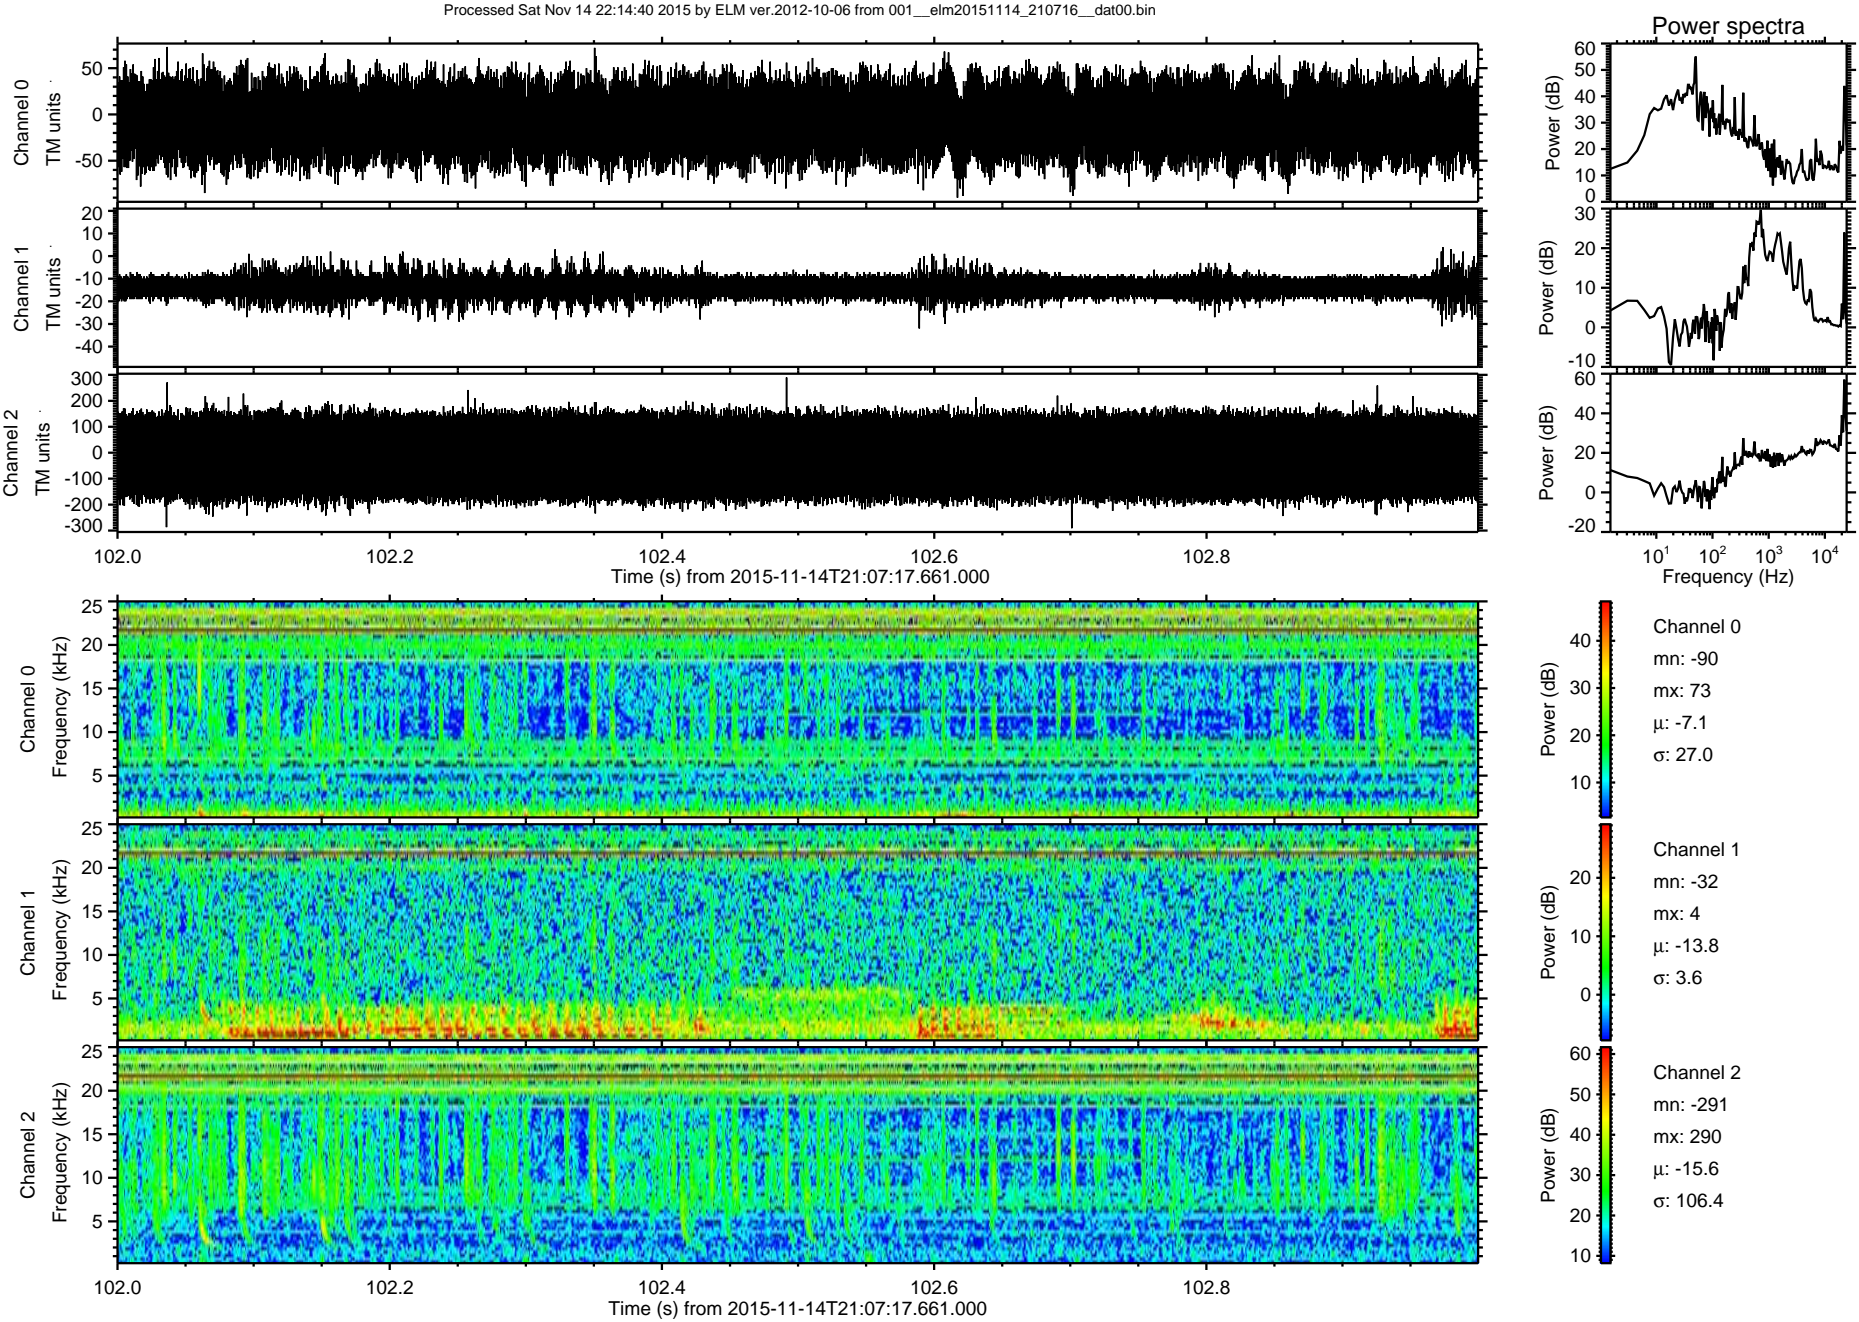 Processed Sat Nov 14 22:14:40 2015 by ELM ver.2012-10-06 from 001__elm20151114_210716__dat00.bin
Power spectra
Channel 0
TM units
50
0
-50
Power (dB)
60
50
40
30
20
10
0
Channel 1
TM units
20
10
0
-10
-20
-30
-40
Power (dB)
30
20
10
0
-10
Channel 2
TM units
300
200
100
0
-100
-200
-300
Power (dB)
60
40
20
0
-20
102.0 102.2 102.4 102.6 102.8
Time (s) from 2015-11-14T21:07:17.661.000
10^1 10^2 10^3 10^4
Frequency (Hz)
Channel 0
Frequency (kHz)
25
20
15
10
5
Power (dB)
40
30
20
10
Channel 0
mn: -90
mx: 73
µ: -7.1
σ: 27.0
Channel 1
Frequency (kHz)
25
20
15
10
5
Power (dB)
20
10
0
Channel 1
mn: -32
mx: 4
µ: -13.8
σ: 3.6
Channel 2
Frequency (kHz)
25
20
15
10
5
Power (dB)
60
50
40
30
20
10
Channel 2
mn: -291
mx: 290
µ: -15.6
σ: 106.4
102.0 102.2 102.4 102.6 102.8
Time (s) from 2015-11-14T21:07:17.661.000